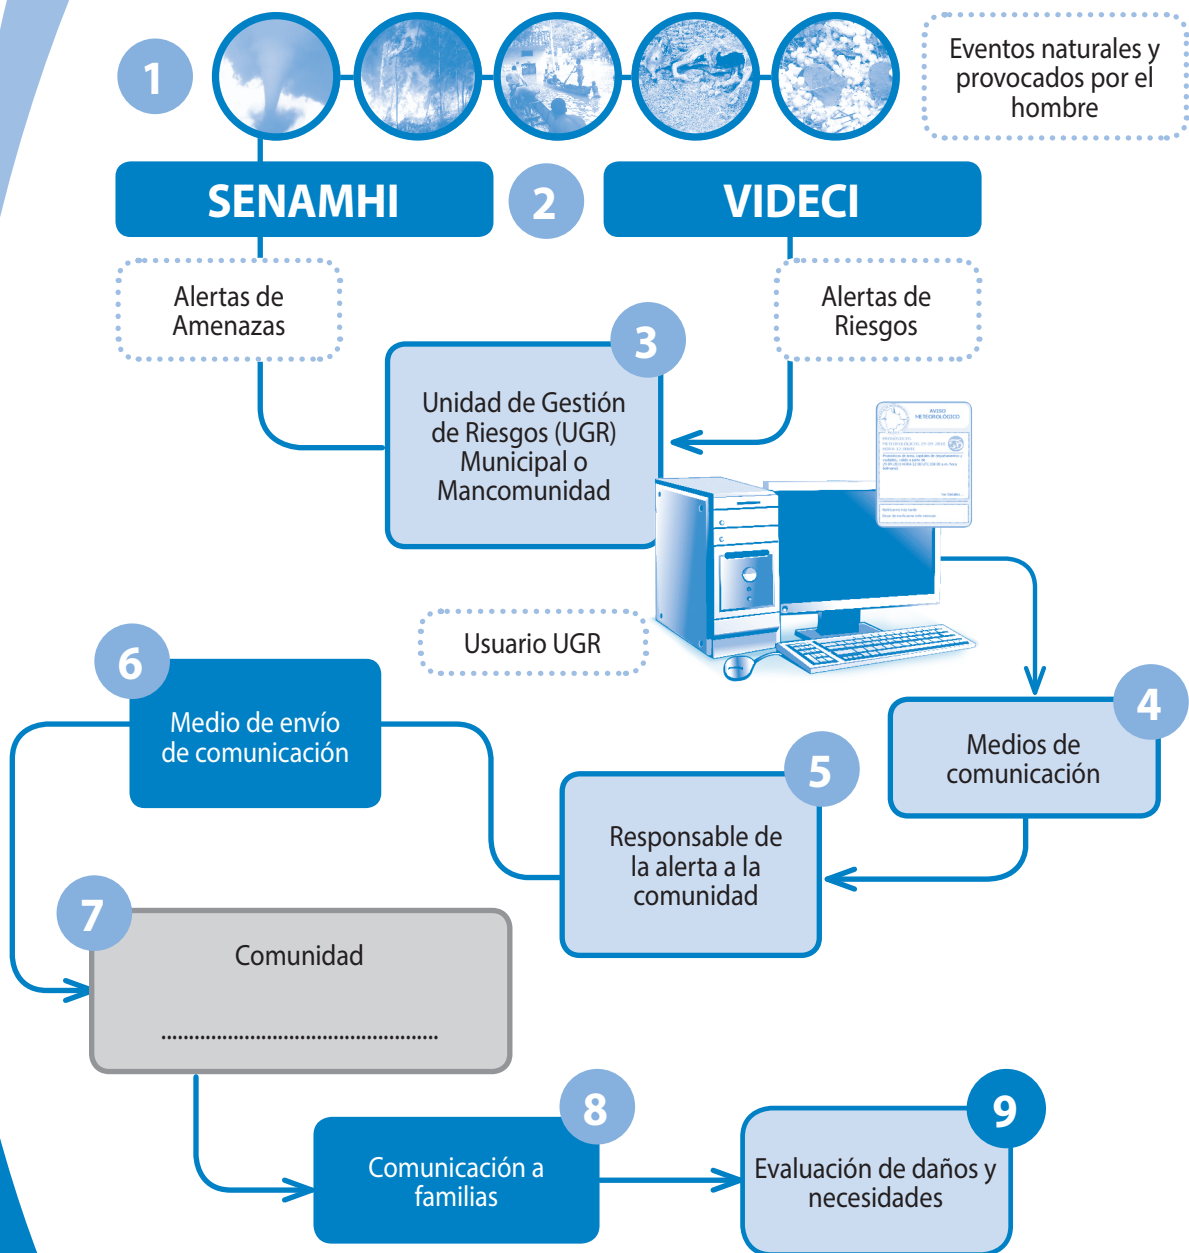 1
Eventos naturales y
provocados por el
hombre
SENAMHI
2
VIDECI
Alertas de
Amenazas
Alertas de
Riesgos
3
Unidad de Gestión
de Riesgos (UGR)
Municipal o
Mancomunidad
AVISO
METEOROLÓGICO
Usuario UGR
4
Medios de
comunicación
5
Responsable de
la alerta a la
comunidad
6
Medio de envío
de comunicación
7
Comunidad
..................................................
8
Comunicación a
familias
9
Evaluación de daños y
necesidades